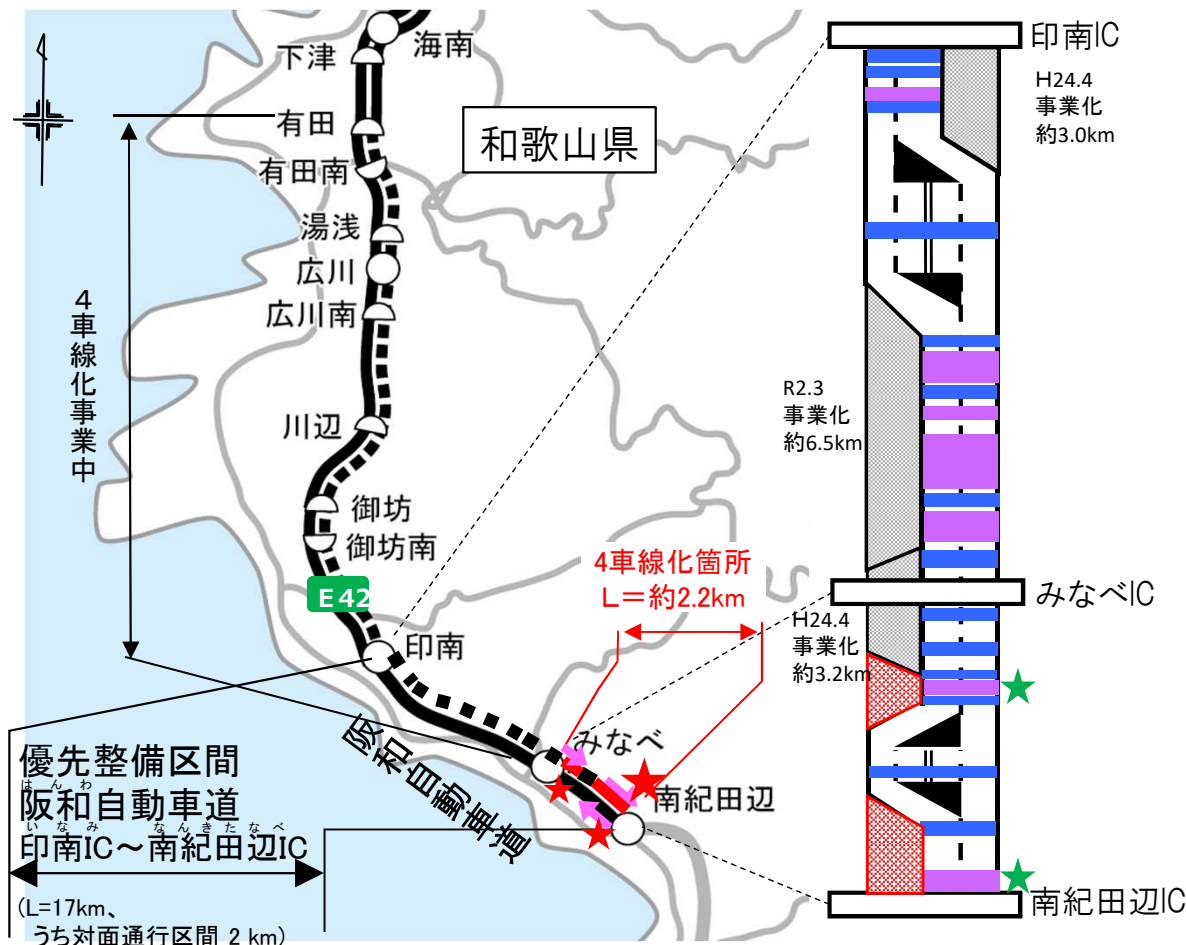 海南
下津
有田
有田南
湯浅
広川
広川南
川辺
御坊
御坊南
印南
みなべ
南紀田辺
和歌山県
4車線化事業中
E42
阪和自動車道
4車線化箇所
L=約2.2km
優先整備区間
はんわ
阪和自動車道
いなみ なんきたなべ
印南IC~南紀田辺IC
(L=17km、
うち対面通行区間 2 km)
印南IC
H24.4
事業化
約3.0km
R2.3
事業化
約6.5km
みなべIC
H24.4
事業化
約3.2km
南紀田辺IC